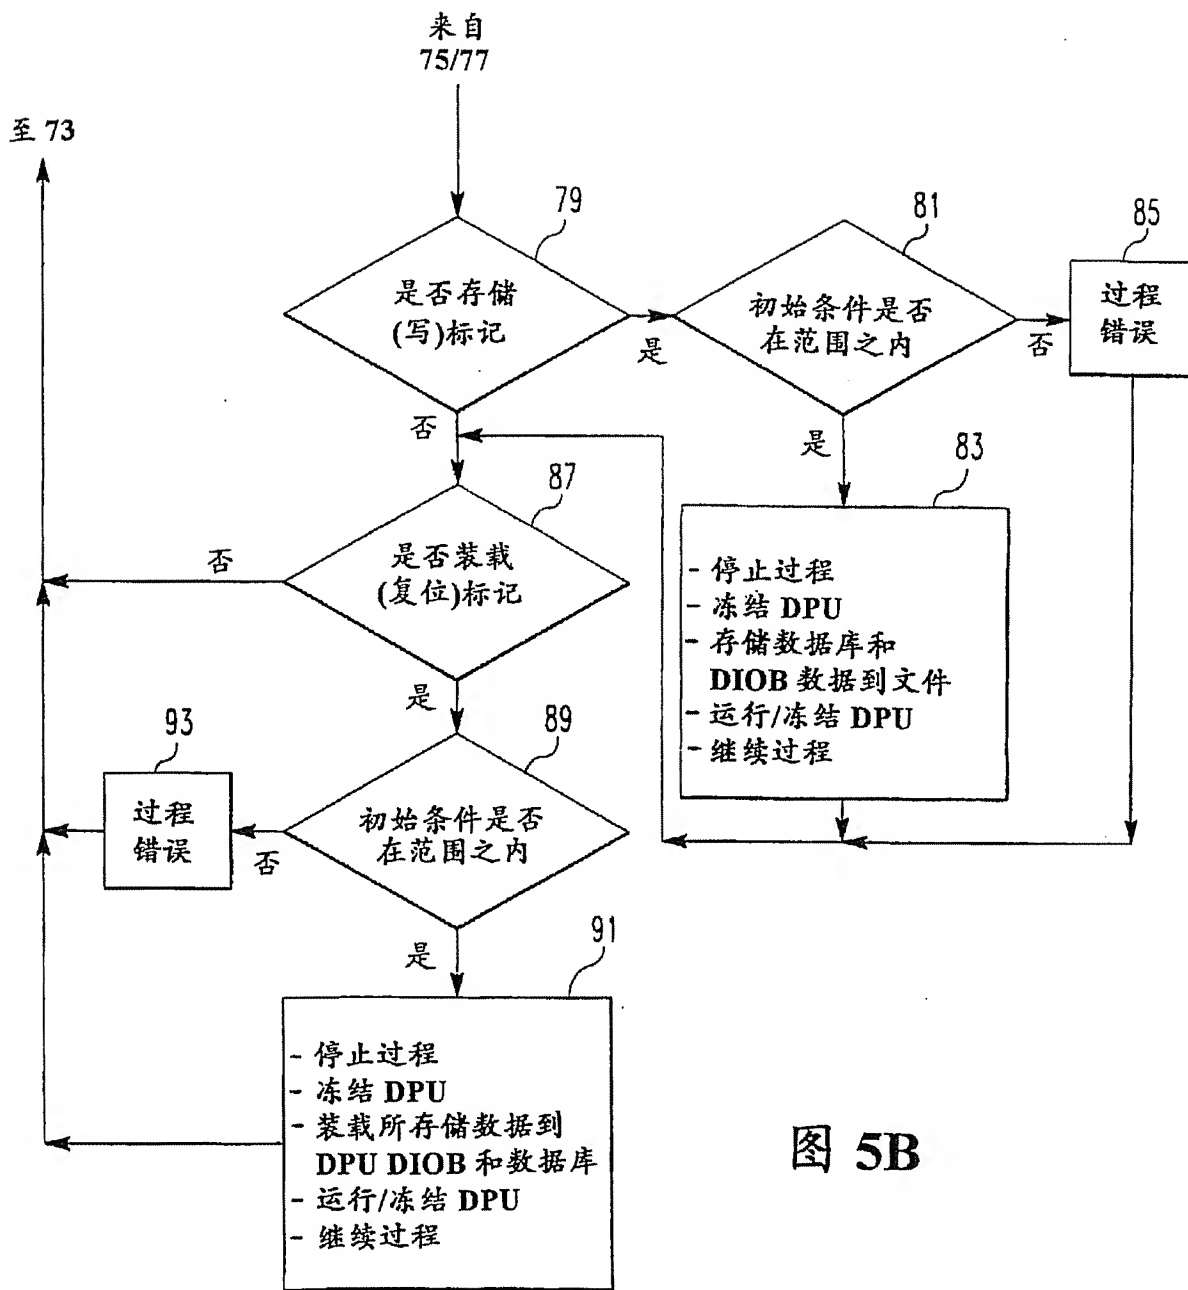 来自
75/77
至 73
79
81
85
是否存储
(写)标记
初始条件是否
在范围之内
过程
错误
是
否
否
是
87
83
是否装载
(复位)标记
否
- 停止过程
- 冻结 DPU
- 存储数据库和
DIOB 数据到文件
- 运行/冻结 DPU
- 继续过程
是
93
89
过程
错误
初始条件是否
在范围之内
否
是
91
- 停止过程
- 冻结 DPU
- 装载所存储数据到
DPU DIOB 和数据库
- 运行/冻结 DPU
- 继续过程
图 5B